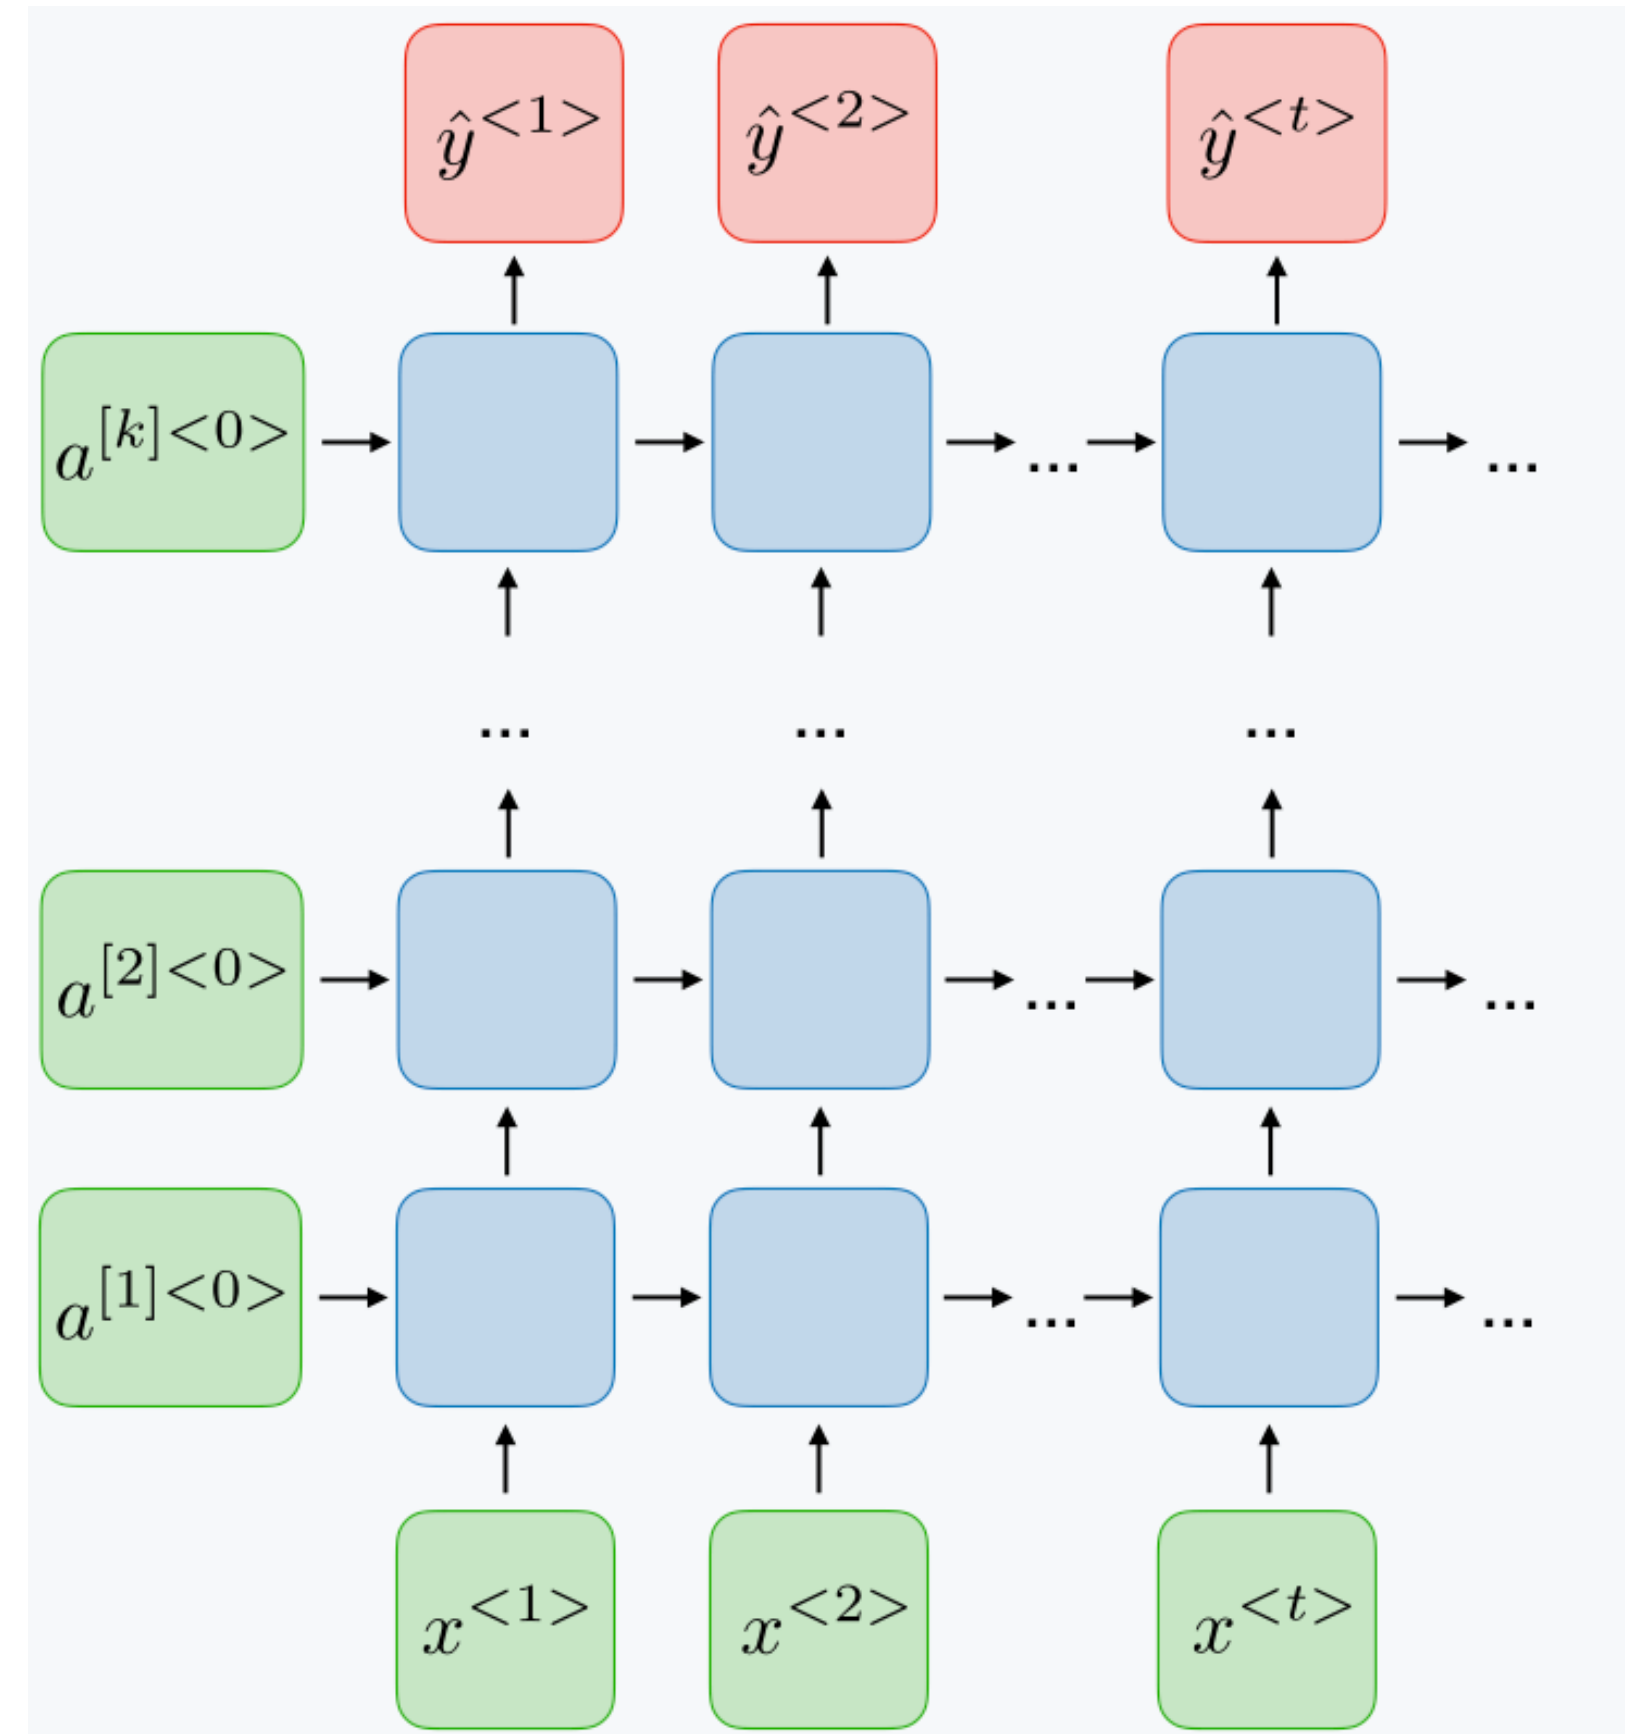 ŷ<1> ŷ<2> ŷ<t>
a[k]<0> ... ...
... ... ...
a[2]<0> ... ...
a[1]<0> ... ...
x<1> x<2> x<t>